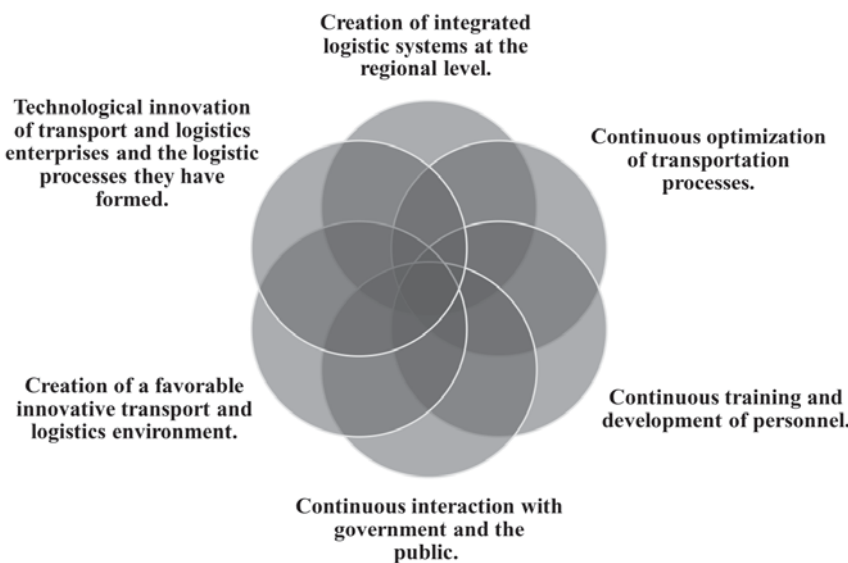 Creation of integrated
logistic systems at the
regional level.
Continuous optimization
of transportation
processes.
Continuous training and
development of personnel.
Continuous interaction with
government and the
public.
Creation of a favorable
innovative transport and
logistics environment.
Technological innovation
of transport and logistics
enterprises and the logistic
processes they have
formed.